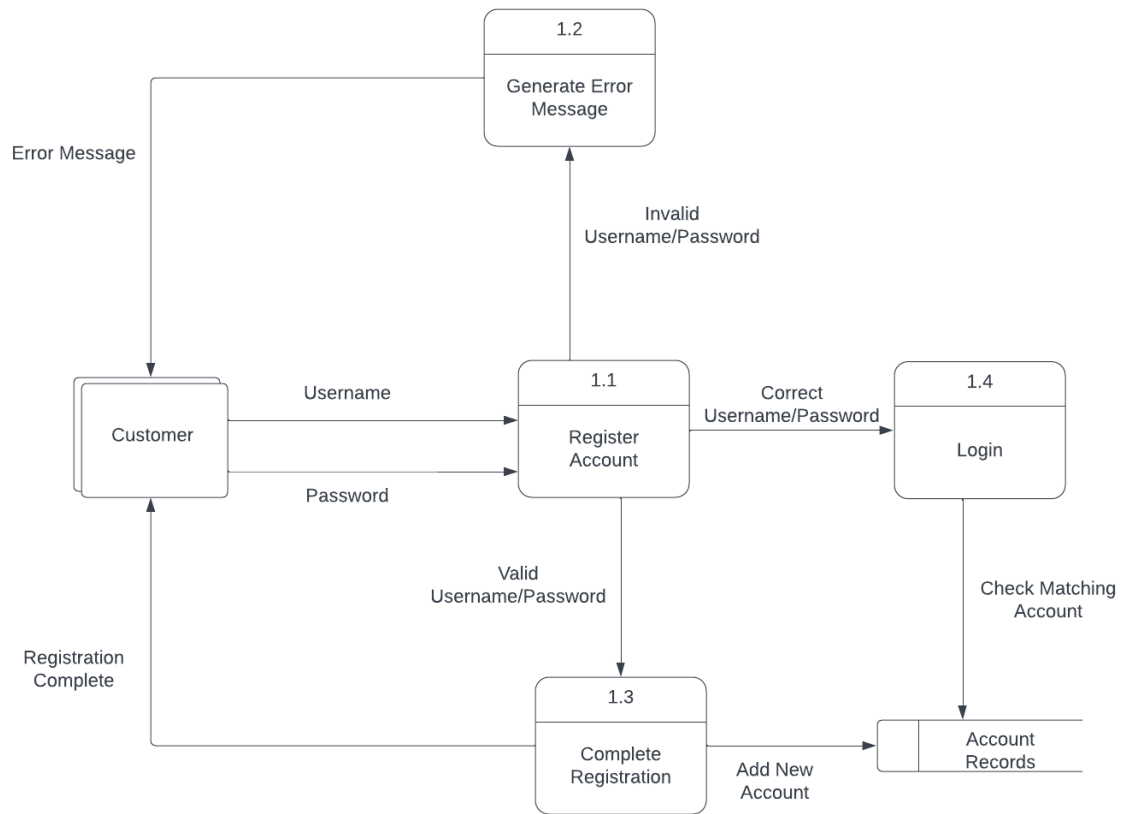 1.2
Generate Error
Message
Error Message
Invalid
Username/Password
Customer
Username
Password
1.1
Register
Account
Correct
Username/Password
1.4
Login
Valid
Username/Password
Check Matching
Account
Registration
Complete
1.3
Complete
Registration
Add New
Account
Account
Records